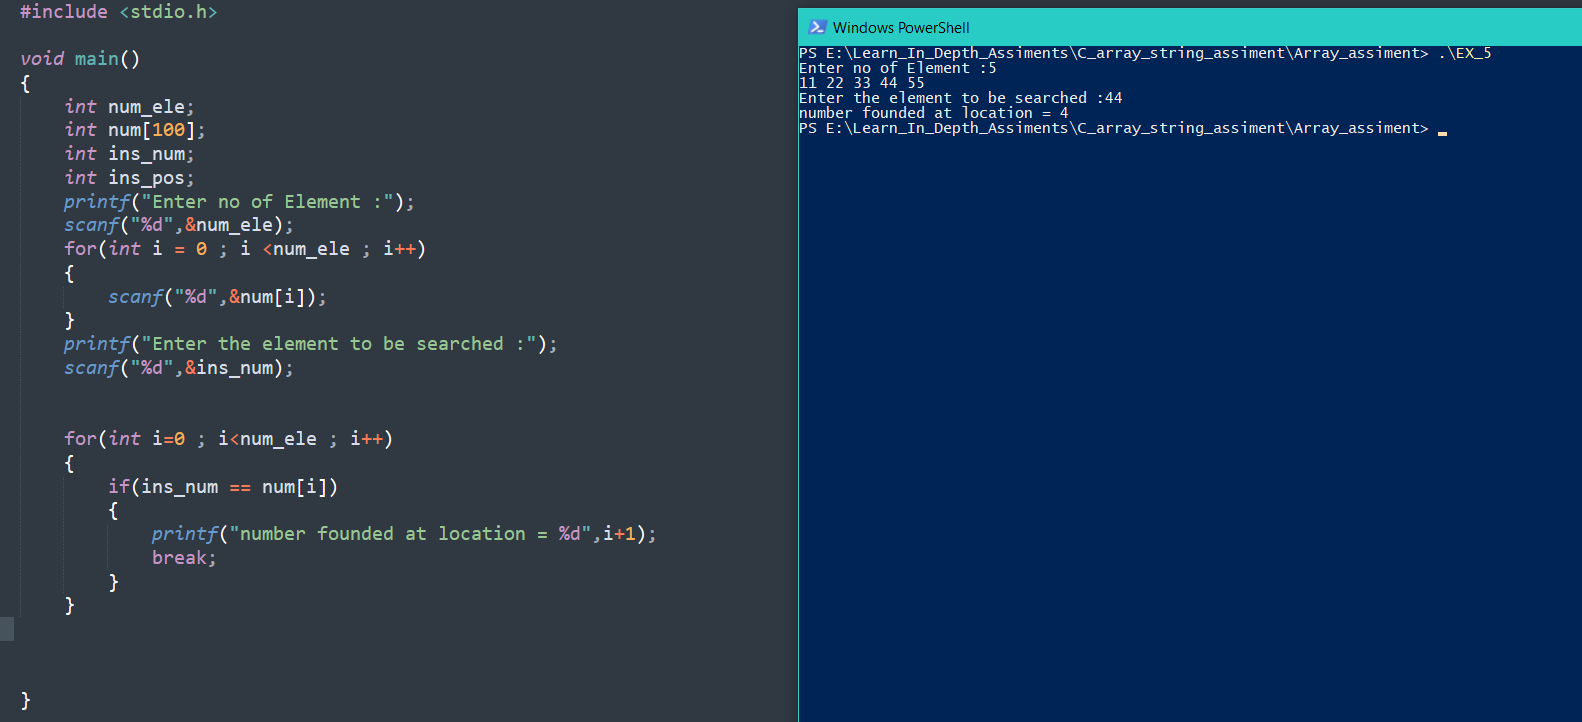 #include <stdio.h>
void main()
{
    int num_ele;
    int num[100];
    int ins_num;
    int ins_pos;
    printf("Enter no of Element :");
    scanf("%d",&num_ele);
    for(int i = 0 ; i <num_ele ; i++)
    {
        scanf("%d",&num[i]);
    }
    printf("Enter the element to be searched :");
    scanf("%d",&ins_num);
    for(int i=0 ; i<num_ele ; i++)
    {
        if(ins_num == num[i])
        {
            printf("number founded at location = %d",i+1);
            break;
        }
    }
}
Windows PowerShell
PS E:\Learn_In_Depth_Assiments\C_array_string_assiment\Array_assiment> .\EX_5
Enter no of Element :5
11 22 33 44 55
Enter the element to be searched :44
number founded at location = 4
PS E:\Learn_In_Depth_Assiments\C_array_string_assiment\Array_assiment>